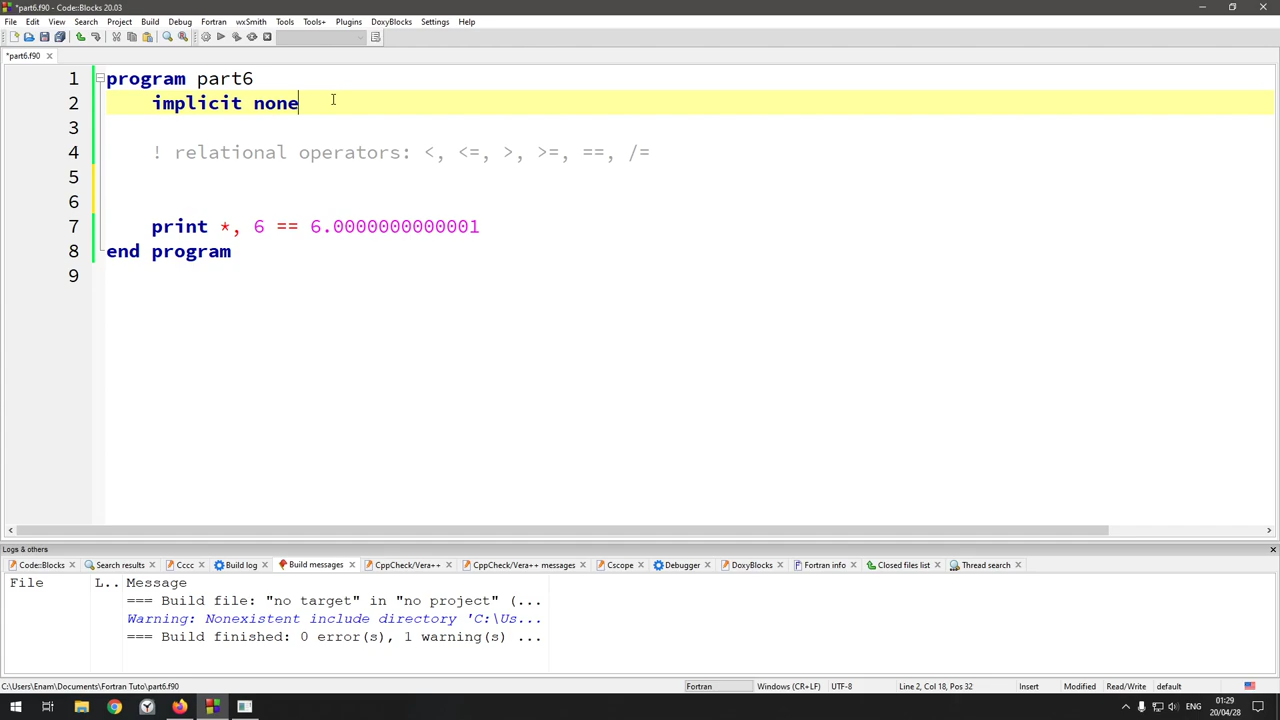 *part6.f90 - Code::Blocks 20.03
File Edit View Search Project Build Debug Fortran wxSmith Tools Tools+ Plugins DoxyBlocks Settings Help
*part6.f90
1 program part6
2 implicit none
3
4 ! relational operators: <, <=, >, >=, ==, /=
5
6
7 print *, 6 == 6.0000000000001
8 end program
9
Logs & others
Code::Blocks Search results Cccc Build log Build messages CppCheck/Vera++ CppCheck/Vera++ messages Cscope Debugger DoxyBlocks Fortran info Closed files list Thread search
File L.. Message
=== Build file: "no target" in "no project" (...
Warning: Nonexistent include directory 'C:\Us...
=== Build finished: 0 error(s), 1 warning(s) ...
C:\Users\Enam\Documents\Fortran Tuto\part6.f90 Fortran Windows (CR+LF) UTF-8 Line 2, Col 18, Pos 32 Insert Modified Read/Write default
ENG 01:29
20/04/28